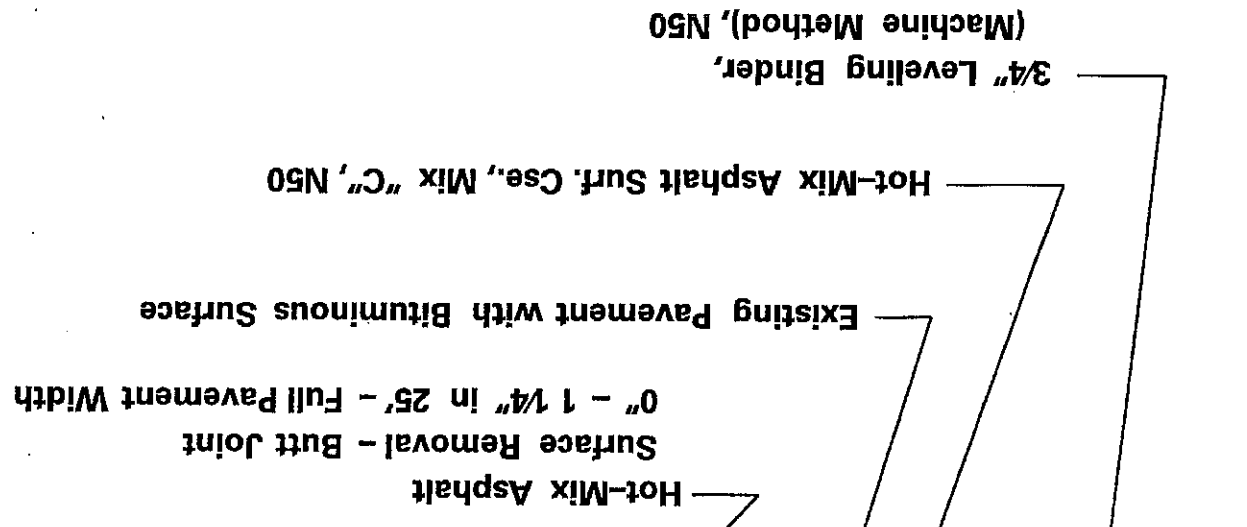 Hot-Mix Asphalt
Surface Removal - Butt Joint
0" - 1 1/4" in 25' - Full Pavement Width
Existing Pavement with Bituminous Surface
Hot-Mix Asphalt Surf. Cse., Mix "C", N50
3/4" Leveling Binder,
(Machine Method), N50